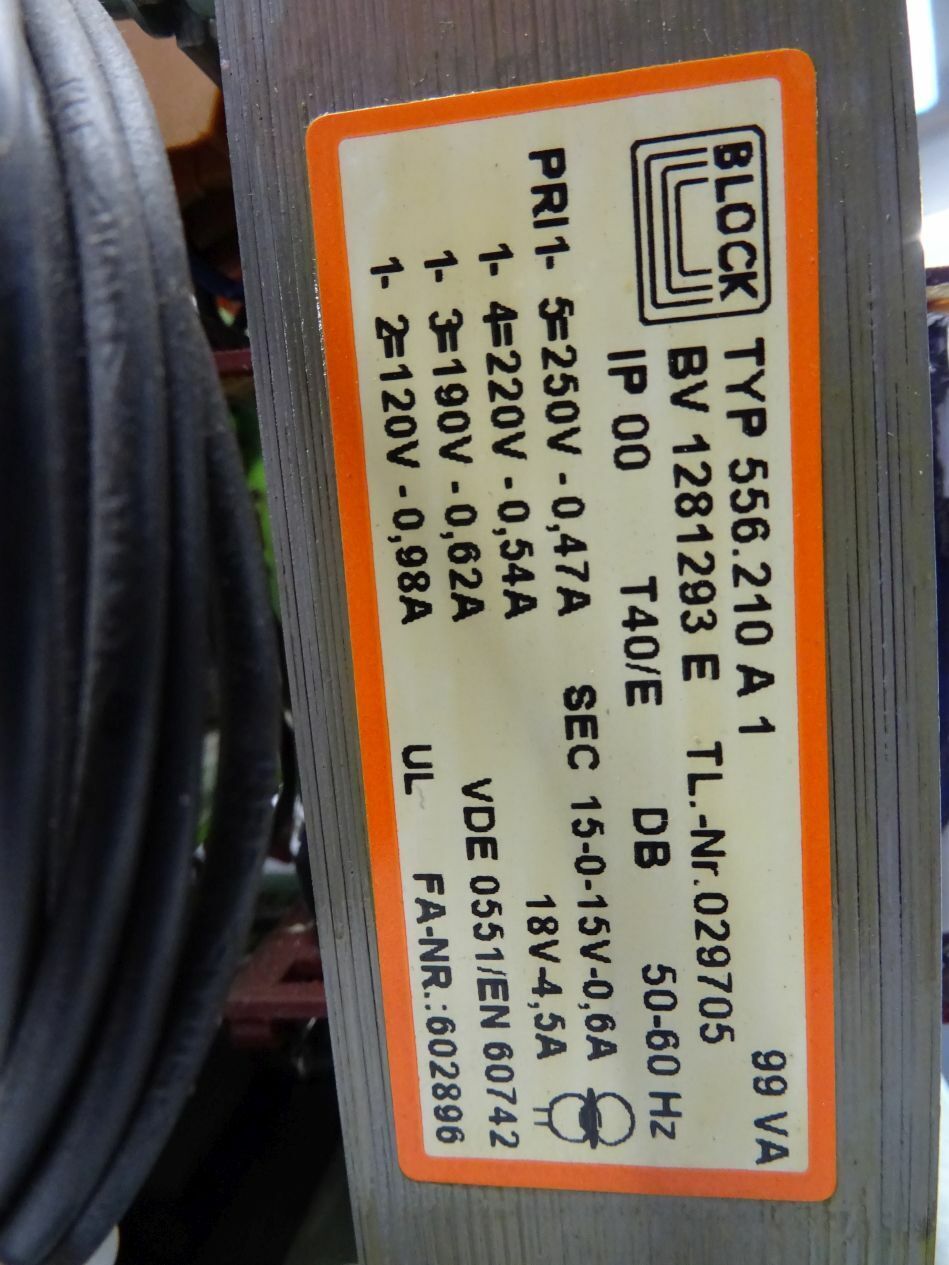 BLOCK TYP 556.210 A 1 99 VA
BV 1281293 E TL.-Nr.029705
IP 00 T40/E DB 50-60 Hz
PRI 1- 5=250V - 0,47A SEC 15-0-15V-0,6A
1- 4=220V - 0,54A 18V-4,5A
1- 3=190V - 0,62A VDE 0551/EN 60742
1- 2=120V - 0,98A UL FA-NR.:602896